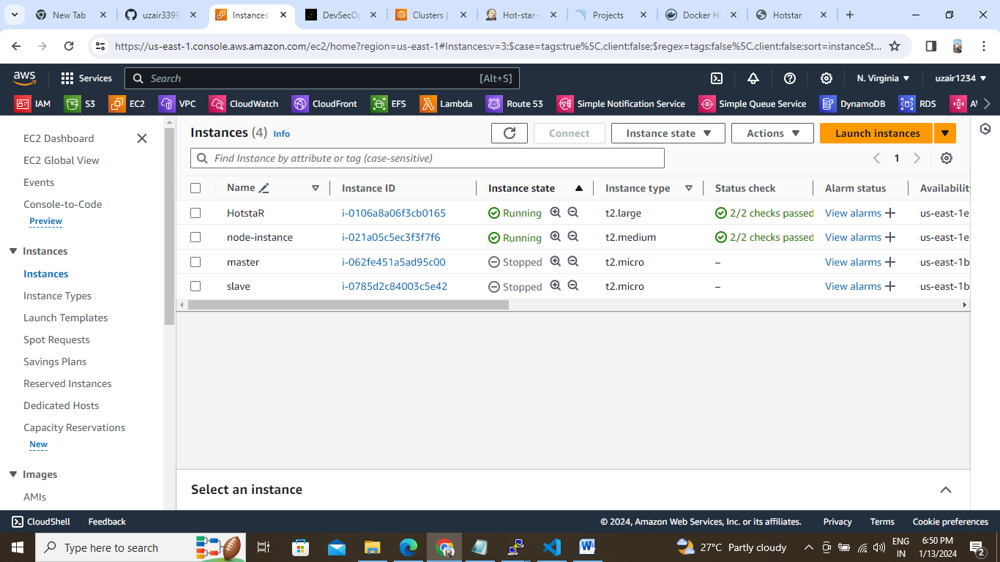 New Tab
uzair3399
Instances
DevSecOp
Clusters |
Hot-star-
Projects
Docker H
Hotstar
https://us-east-1.console.aws.amazon.com/ec2/home?region=us-east-1#Instances:v=3;$case=tags:true%5C,client:false;$regex=tags:false%5C,client:false;sort=instanceSt...
aws
Services
Search
[Alt+S]
N. Virginia
uzair1234
IAM
S3
EC2
VPC
CloudWatch
CloudFront
EFS
Lambda
Route 53
Simple Notification Service
Simple Queue Service
DynamoDB
RDS
EC2 Dashboard
EC2 Global View
Events
Console-to-Code
Preview
Instances
Instances
Instance Types
Launch Templates
Spot Requests
Savings Plans
Reserved Instances
Dedicated Hosts
Capacity Reservations
New
Images
AMIs
Instances (4) Info
Connect
Instance state
Actions
Launch instances
Find Instance by attribute or tag (case-sensitive)
1
Name Instance ID Instance state Instance type Status check Alarm status Availability
HotstaR i-0106a8a06f3cb0165 Running t2.large 2/2 checks passed View alarms + us-east-1e
node-instance i-021a05c5ec3f3f7f6 Running t2.medium 2/2 checks passed View alarms + us-east-1e
master i-062fe451a5ad95c00 Stopped t2.micro – View alarms + us-east-1b
slave i-0785d2c84003c5e42 Stopped t2.micro – View alarms + us-east-1b
Select an instance
CloudShell
Feedback
© 2024, Amazon Web Services, Inc. or its affiliates.
Privacy
Terms
Cookie preferences
Type here to search
27°C Partly cloudy
ENG
IN
6:50 PM
1/13/2024
2